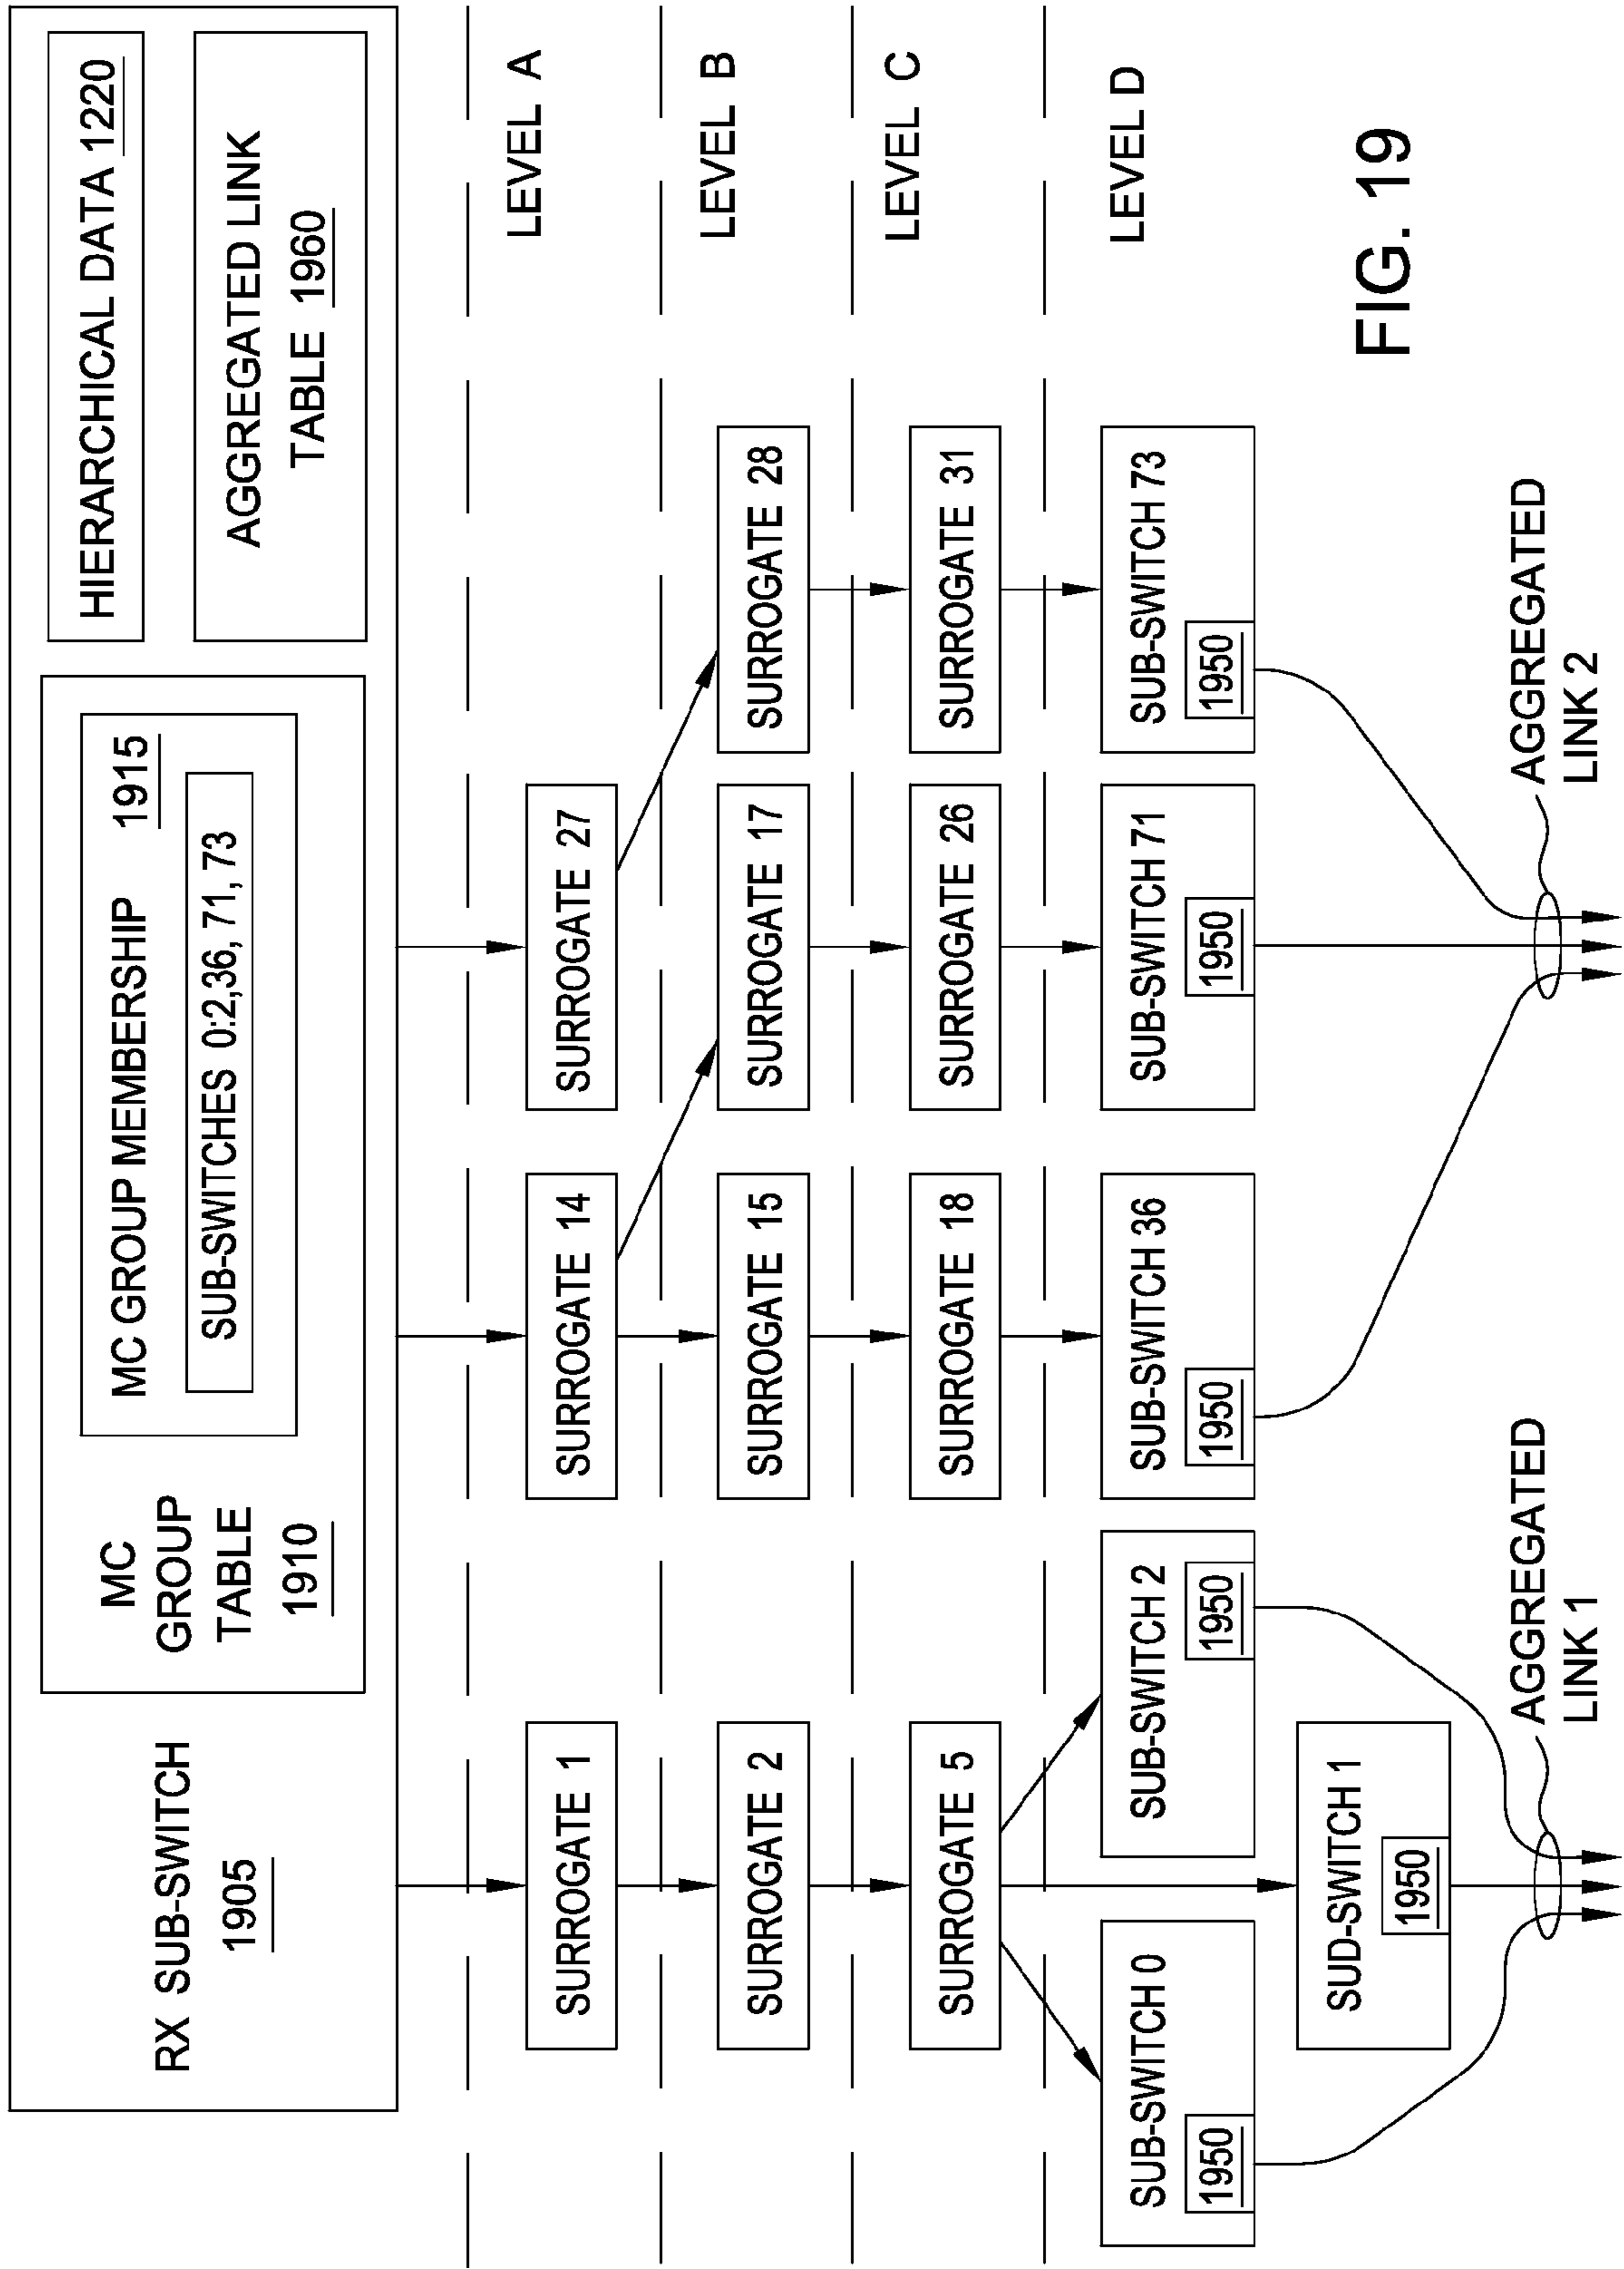 RX SUB-SWITCH
1905
MC
GROUP
TABLE
1910
MC GROUP MEMBERSHIP 1915
SUB-SWITCHES 0:2,36, 71, 73
HIERARCHICAL DATA 1220
AGGREGATED LINK
TABLE 1960
LEVEL A
SURROGATE 1
SURROGATE 14
SURROGATE 27
LEVEL B
SURROGATE 2
SURROGATE 15
SURROGATE 17
SURROGATE 28
LEVEL C
SURROGATE 5
SURROGATE 18
SURROGATE 26
SURROGATE 31
LEVEL D
SUB-SWITCH 0
1950
SUB-SWITCH 2
1950
SUB-SWITCH 36
1950
SUB-SWITCH 71
1950
SUB-SWITCH 73
1950
SUD-SWITCH 1
1950
AGGREGATED
LINK 1
AGGREGATED
LINK 2
FIG. 19